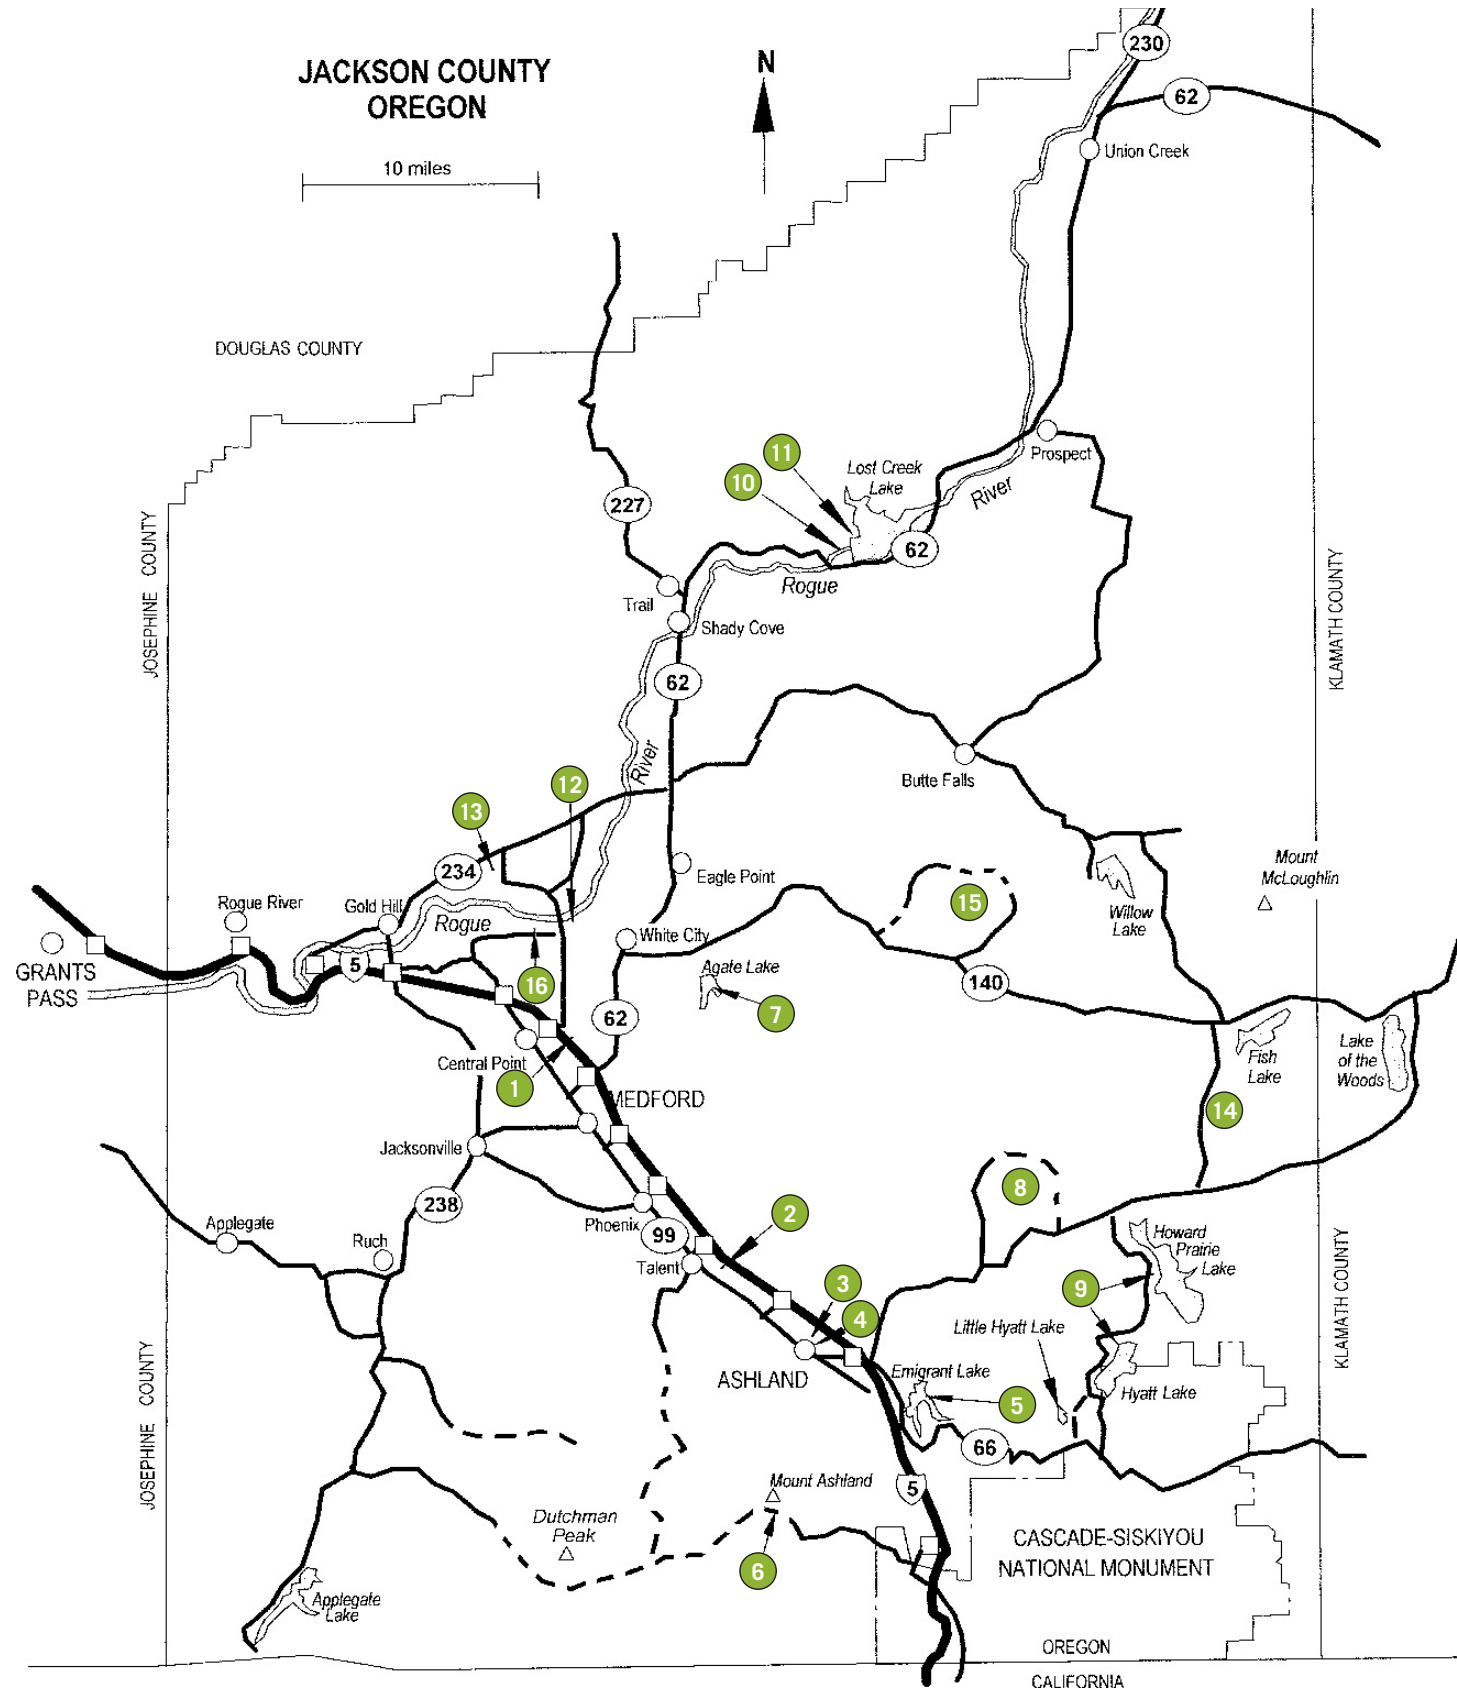 JACKSON COUNTY
OREGON
N
10 miles
230
62
Union Creek
DOUGLAS COUNTY
11
10
Lost Creek
Lake
Prospect
River
227
62
JOSEPHINE COUNTY
KLAMATH COUNTY
Rogue
Trail
Shady Cove
62
River
12
13
Butte Falls
234
Eagle Point
Mount
McLoughlin
15
Willow
Lake
Rogue River
Gold Hill
Rogue
White City
GRANTS
PASS
5
16
Agate Lake
7
62
140
Central Point
1
MEDFORD
Fish
Lake
Lake
of the
Woods
14
Jacksonville
238
Phoenix
99
Talent
2
8
Applegate
Ruch
Howard
Prairie
Lake
3
4
9
Little Hyatt Lake
KLAMATH COUNTY
JOSEPHINE COUNTY
ASHLAND
Emigrant Lake
5
Hyatt Lake
66
Mount Ashland
5
Dutchman
Peak
6
CASCADE-SISKIYOU
NATIONAL MONUMENT
Applegate
Lake
OREGON
CALIFORNIA